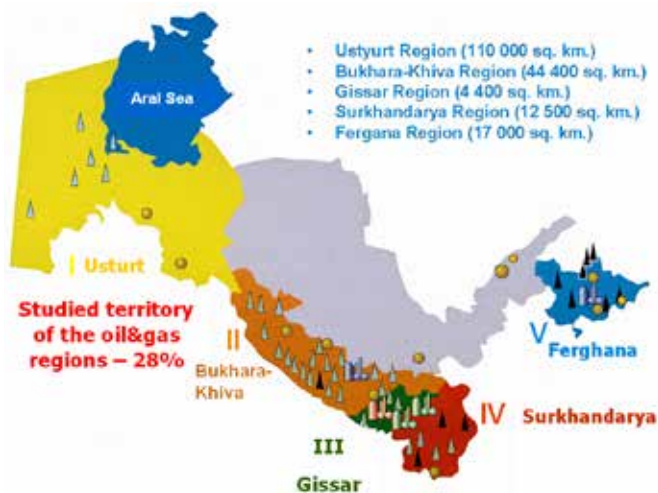 • Ustyurt Region (110 000 sq. km.)
• Bukhara-Khiva Region (44 400 sq. km.)
• Gissar Region (4 400 sq. km.)
• Surkhandarya Region (12 500 sq. km.)
• Fergana Region (17 000 sq. km.)
Aral Sea
I Usturt
Studied territory
of the oil&gas
regions – 28%
II
Bukhara-
Khiva
III
Gissar
IV Surkhandarya
V
Ferghana